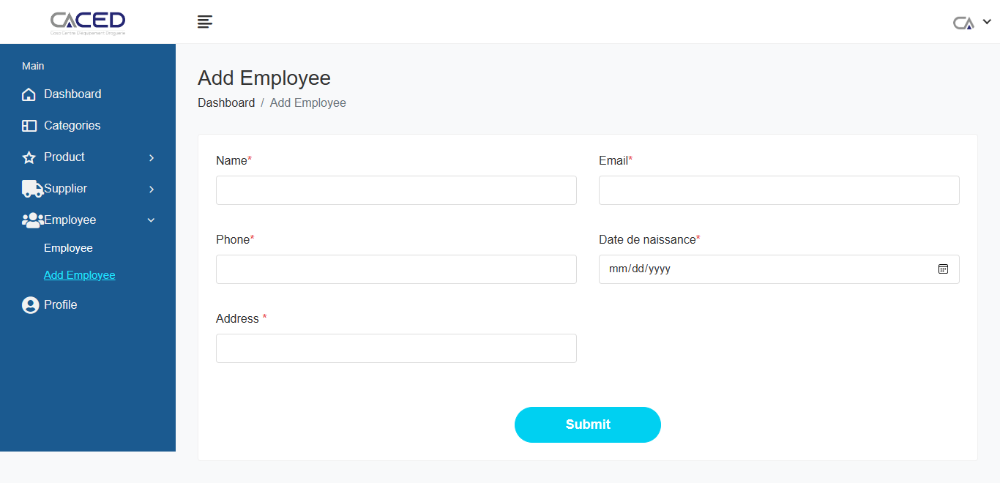 CACED
Casa Centre D'équipement Droguerie
CA
Main
Dashboard
Categories
Product
Supplier
Employee
Employee
Add Employee
Profile
Add Employee
Dashboard / Add Employee
Name*
Email*
Phone*
Date de naissance*
mm/dd/yyyy
Address *
Submit